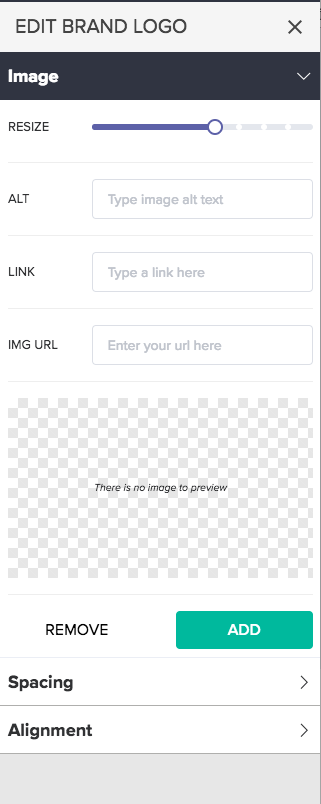 EDIT BRAND LOGO
Image
RESIZE
ALT
Type image alt text
LINK
Type a link here
IMG URL
Enter your url here
There is no image to preview
REMOVE
ADD
Spacing
Alignment